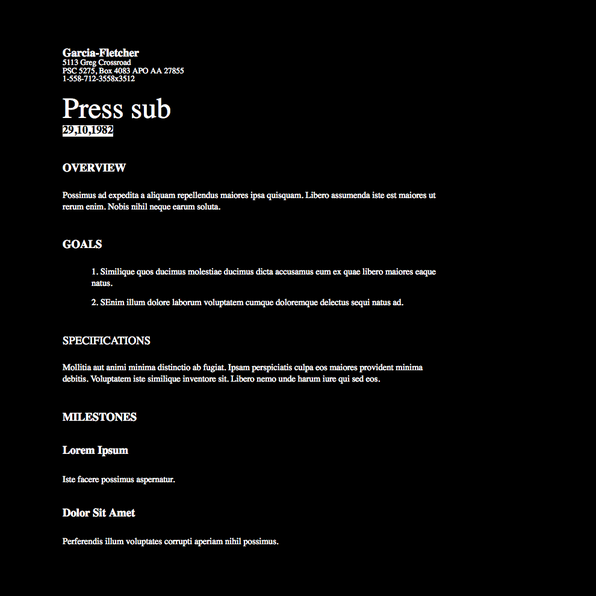 Garcia-Fletcher
5113 Greg Crossroad
PSC 5275, Box 4083 APO AA 27855
1-558-712-3558x3512
Press sub
29,10,1982
OVERVIEW
Possimus ad expedita a aliquam repellendus maiores ipsa quisquam. Libero assumenda iste est maiores ut
rerum enim. Nobis nihil neque earum soluta.
GOALS
1. Similique quos ducimus molestiae ducimus dicta accusamus eum ex quae libero maiores eaque
natus.
2. SEnim illum dolore laborum voluptatem cumque doloremque delectus sequi natus ad.
SPECIFICATIONS
Mollitia aut animi minima distinctio ab fugiat. Ipsam perspiciatis culpa eos maiores provident minima
debitis. Voluptatem iste similique inventore sit. Libero nemo unde harum iure qui sed eos.
MILESTONES
Lorem Ipsum
Iste facere possimus aspernatur.
Dolor Sit Amet
Perferendis illum voluptates corrupti aperiam nihil possimus.